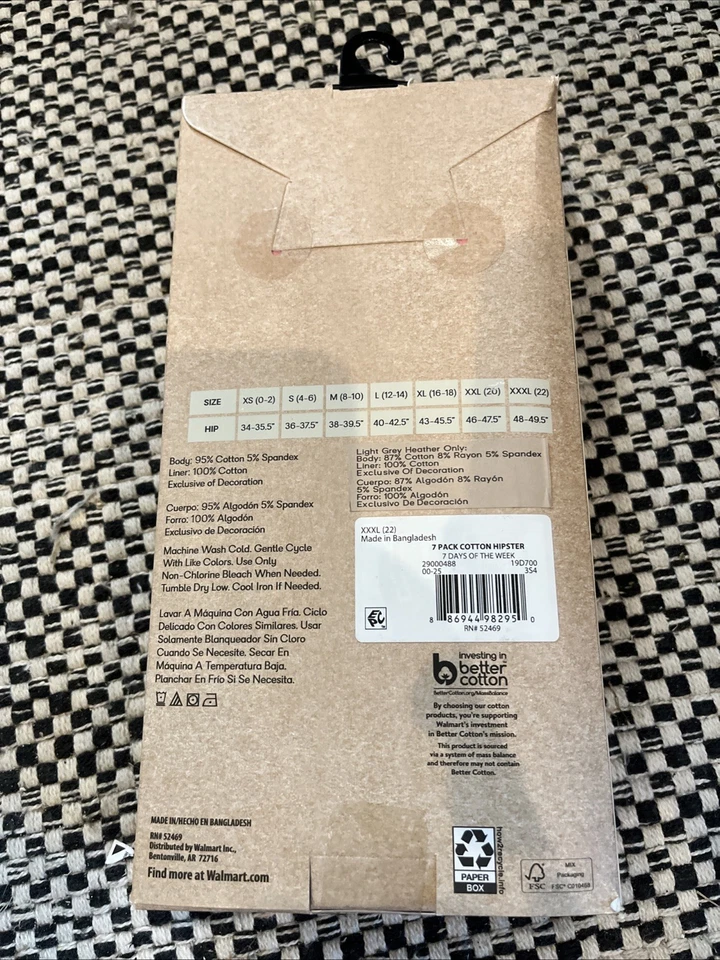 SIZE XS (0-2) S (4-6) M (8-10) L (12-14) XL (16-18) XXL (20) XXXL (22)
HIP 34-35.5" 36-37.5" 38-39.5" 40-42.5" 43-45.5" 46-47.5" 48-49.5"
Body: 95% Cotton 5% Spandex
Liner: 100% Cotton
Exclusive of Decoration
Cuerpo: 95% Algodón 5% Spandex
Forro: 100% Algodón
Exclusivo de Decoración
Light Grey Heather Only:
Body: 87% Cotton 8% Rayon 5% Spandex
Liner: 100% Cotton
Exclusive Of Decoration
Cuerpo: 87% Algodón 8% Rayón
5% Spandex
Forro: 100% Algodón
Exclusivo De Decoración
Machine Wash Cold. Gentle Cycle
With Like Colors. Use Only
Non-Chlorine Bleach When Needed.
Tumble Dry Low. Cool Iron If Needed.
Lavar A Máquina Con Agua Fría. Ciclo
Delicado Con Colores Similares. Usar
Solamente Blanqueador Sin Cloro
Cuando Se Necesite. Secar En
Máquina A Temperatura Baja.
Planchar En Frío Si Se Necesita.
XXXL (22)
Made in Bangladesh
7 PACK COTTON HIPSTER
7 DAYS OF THE WEEK
29000488 19D700
00-25 3S4
8 86944 98295 0
RN# 52469
EPC
investing in
better
cotton
BetterCotton.org/MassBalance
By choosing our cotton
products, you're supporting
Walmart's investment
in Better Cotton's mission.
This product is sourced
via a system of mass balance
and therefore may not contain
Better Cotton.
MADE IN/HECHO EN BANGLADESH
RN# 52469
Distributed by Walmart Inc.,
Bentonville, AR 72716
Find more at Walmart.com
PAPER
BOX
how2recycle.info
FSC
MIX
Packaging
FSC® C019468